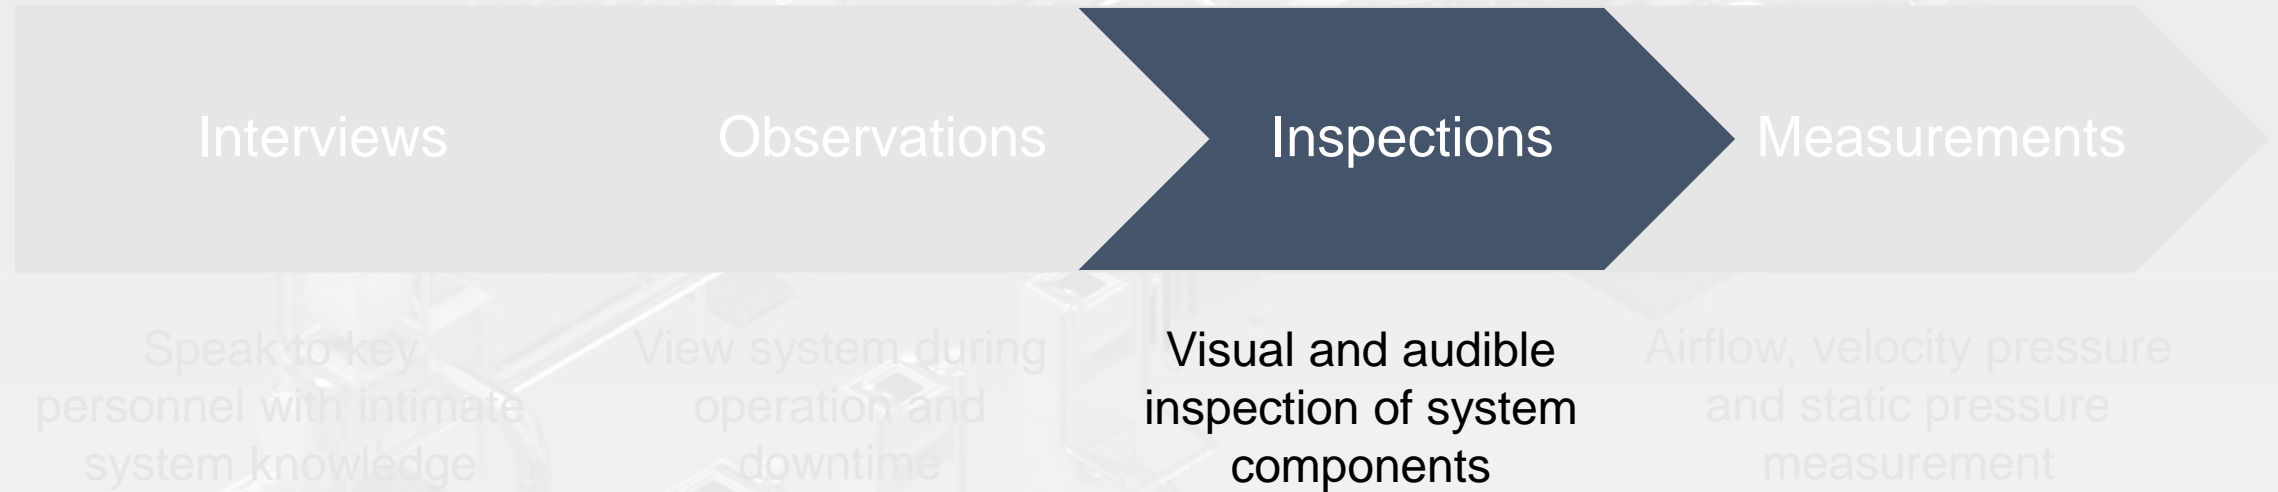 Interviews
Observations
Inspections
Measurements
Speak to key
personnel with intimate
system knowledge
View system during
operation and
downtime
Visual and audible
inspection of system
components
Airflow, velocity pressure
and static pressure
measurement